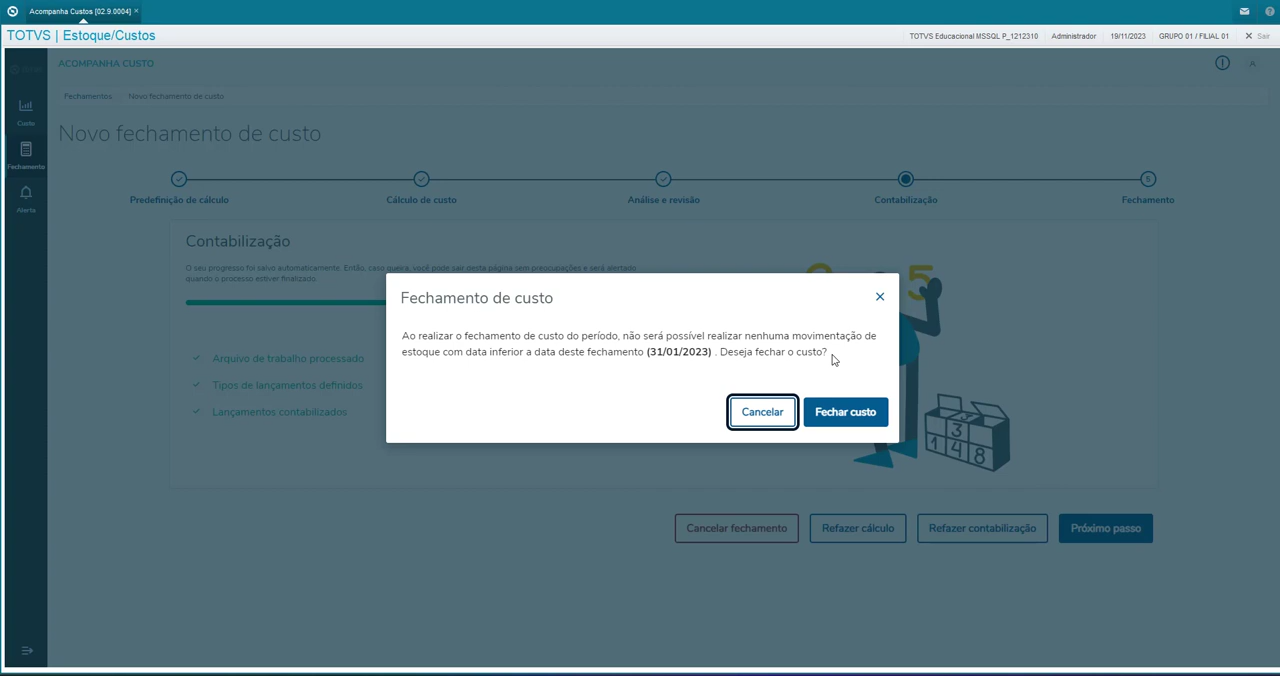 Acompanha Custos [02.9.0004] ×
TOTVS | Estoque/Custos
TOTVS Educacional MSSQL P_1212310 Administrador 19/11/2023 GRUPO 01 / FILIAL 01 Sair
ACOMPANHA CUSTO
Fechamentos Novo fechamento de custo
Novo fechamento de custo
Custo
Fechamento
Alerta
5
Predefinição de cálculo Cálculo de custo Análise e revisão Contabilização Fechamento
Contabilização
O seu progresso foi salvo automaticamente. Então, caso queira, você pode sair desta página sem preocupações e será alertado
quando o processo estiver finalizado.
Arquivo de trabalho processado
Tipos de lançamentos definidos
Lançamentos contabilizados
5
1 3 4 8
Fechamento de custo
Ao realizar o fechamento de custo do período, não será possível realizar nenhuma movimentação de
estoque com data inferior a data deste fechamento (31/01/2023) . Deseja fechar o custo?
Cancelar Fechar custo
Cancelar fechamento Refazer cálculo Refazer contabilização Próximo passo